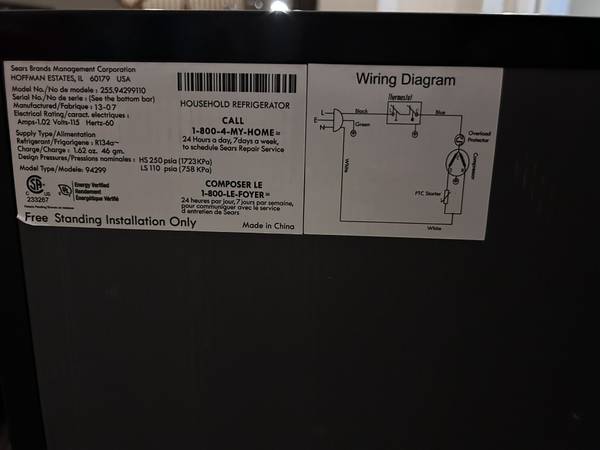 Sears Brands Management Corporation
HOFFMAN ESTATES, IL 60179 USA
Model No./No de modele : 255.94299110
Serial No./No de serie : (See the bottom bar)
Manufactured/Fabrique : 13-07
Electrical Rating/caract. electriques :
Amps-1.02 Volts-115 Hertz-60
Supply Type/Alimentation
Refrigerant/Frigorigene : R134a
Charge/Charge : 1.62 oz. 46 gm.
Design Pressures/Pressions nominales : HS 250 psia (1723 KPa)
LS 110 psia (758 KPa)
Model Type/Modele: 94299
SA
US
233267
Energy Verified
Rendement
Énergétique Vérifié
Free Standing Installation Only
HOUSEHOLD REFRIGERATOR
CALL
1-800-4-MY-HOME
24 Hours a day, 7days a week,
to schedule Sears Repair Service
COMPOSER LE
1-800-LE-FOYER
24 heures par jour, 7 jours par semaine,
pour communiquer avec le service
d entretien de Sears
Made in China
Wiring Diagram
Thermostat
L
E
N
Black
Green
Blue
Overload
Protector
White
Compressor
PTC Starter
White